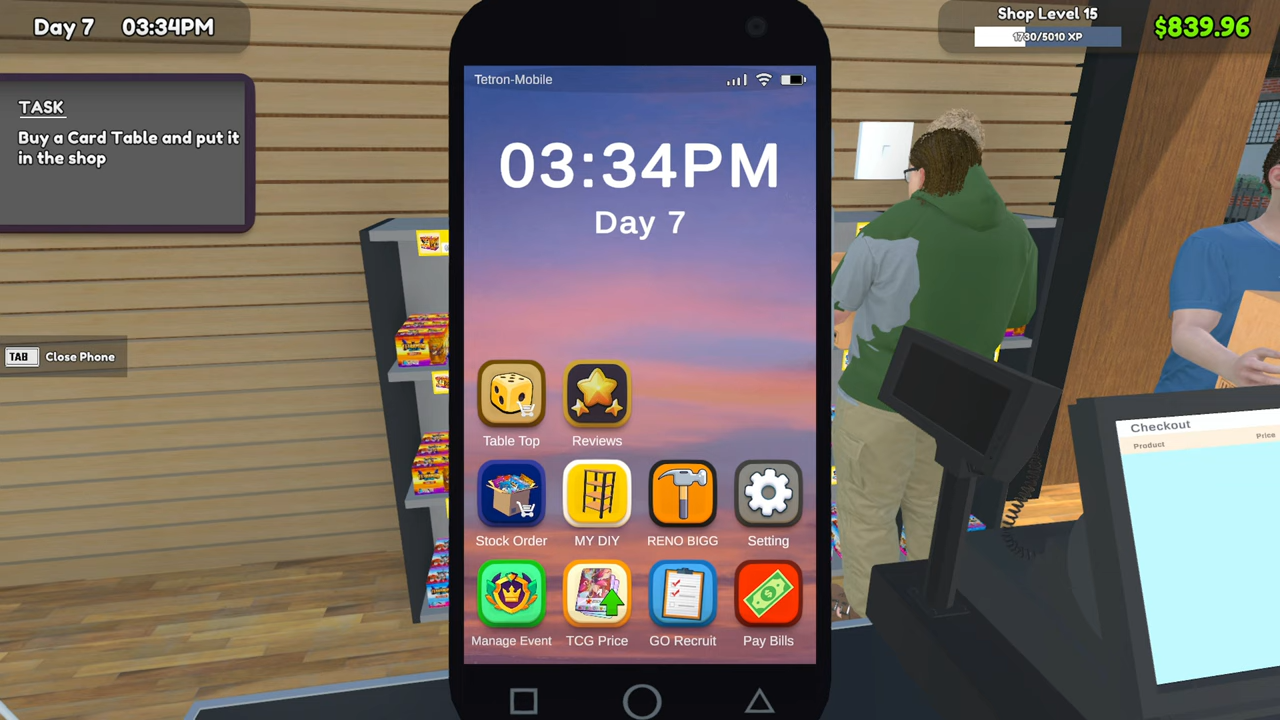 Day 7 03:34PM
Shop Level 15
1730/5010 XP
$839.96
TASK
Buy a Card Table and put it
in the shop
TAB Close Phone
Tetron-Mobile
03:34PM
Day 7
Table Top Reviews
Stock Order MY DIY RENO BIGG Setting
Manage Event TCG Price GO Recruit Pay Bills
Checkout
Product Price